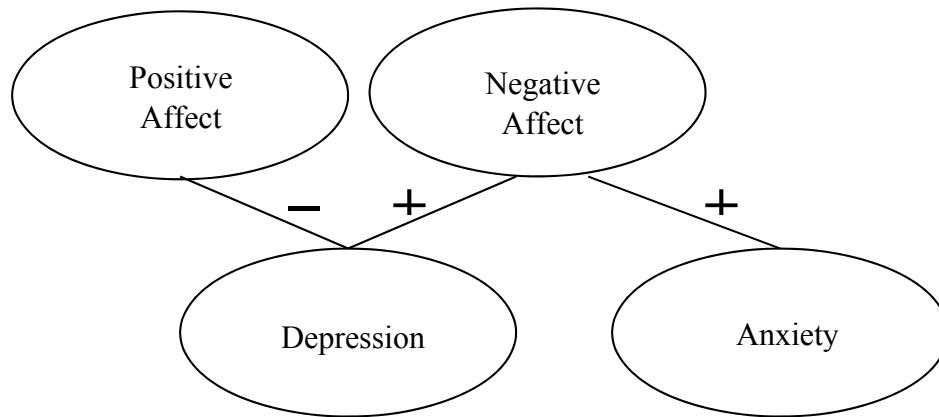 Positive
Affect
Negative
Affect
–
+
+
Depression
Anxiety